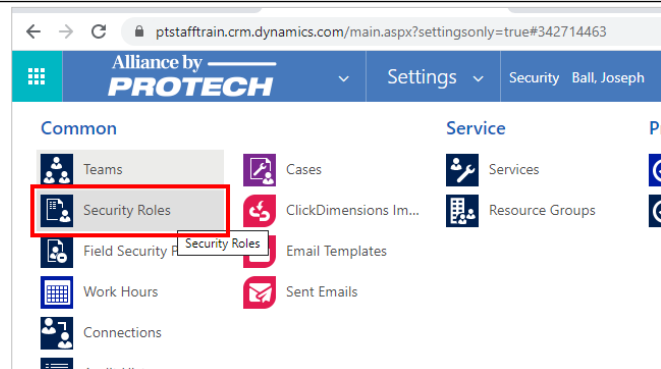 ptstafftrain.crm.dynamics.com/main.aspx?settingsonly=true#342714463
Alliance by
PROTECH
Settings
Security Ball, Joseph
Common
Service
P
Teams
Cases
Services
Security Roles
ClickDimensions Im...
Resource Groups
Field Security P
Security Roles
Email Templates
Work Hours
Sent Emails
Connections